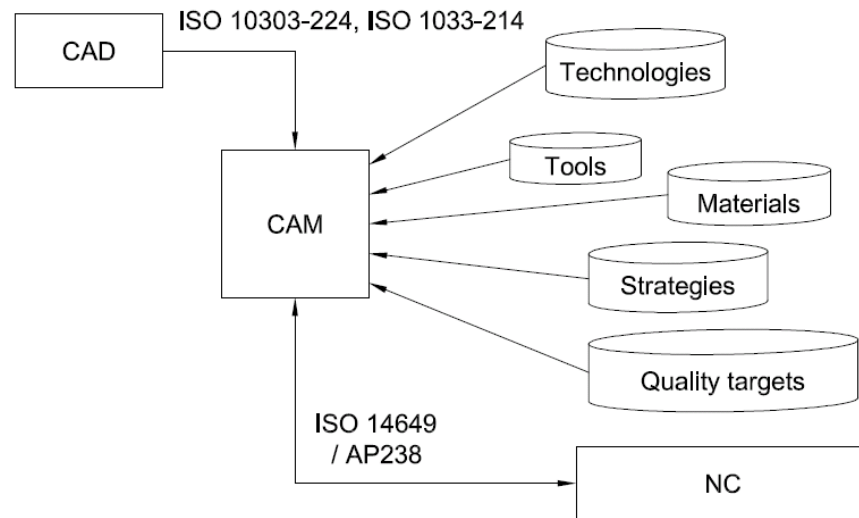 ISO 10303-224, ISO 1033-214
CAD
Technologies
Tools
Materials
CAM
Strategies
Quality targets
ISO 14649
/ AP238
NC